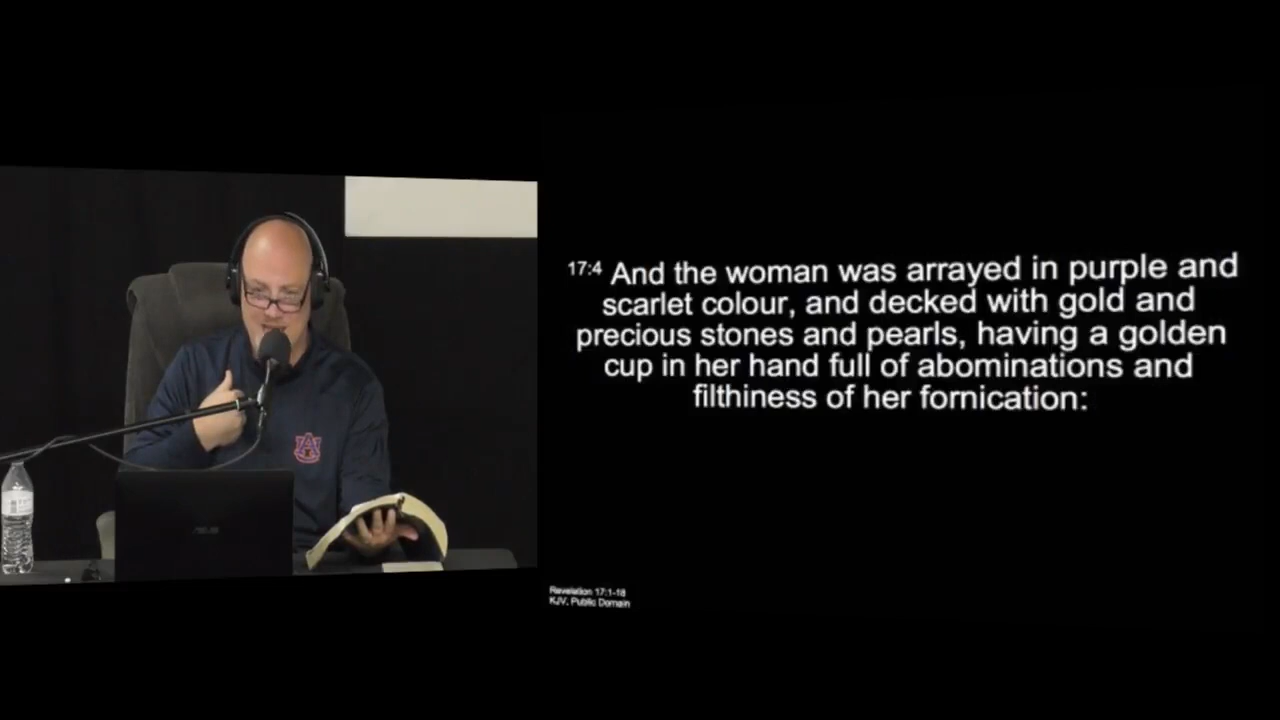 17:4 And the woman was arrayed in purple and
scarlet colour, and decked with gold and
precious stones and pearls, having a golden
cup in her hand full of abominations and
filthiness of her fornication:
Revelation 17:1-18
KJV, Public Domain
ASUS
AU